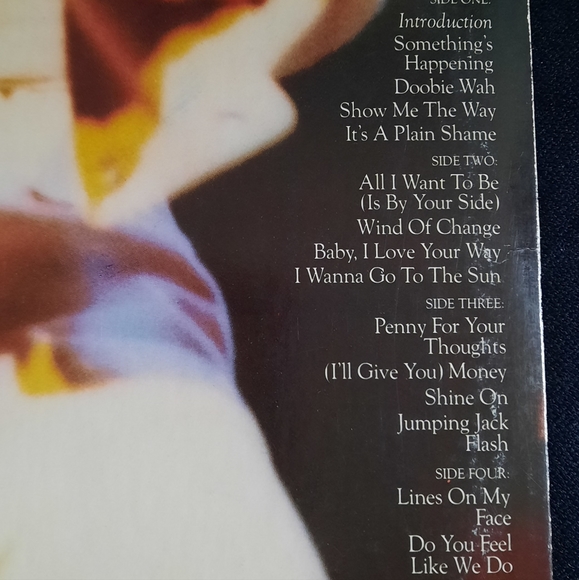 SIDE ONE:
Introduction
Something's
Happening
Doobie Wah
Show Me The Way
It's A Plain Shame
SIDE TWO:
All I Want To Be
(Is By Your Side)
Wind Of Change
Baby, I Love Your Way
I Wanna Go To The Sun
SIDE THREE:
Penny For Your
Thoughts
(I'll Give You) Money
Shine On
Jumping Jack
Flash
SIDE FOUR:
Lines On My
Face
Do You Feel
Like We Do